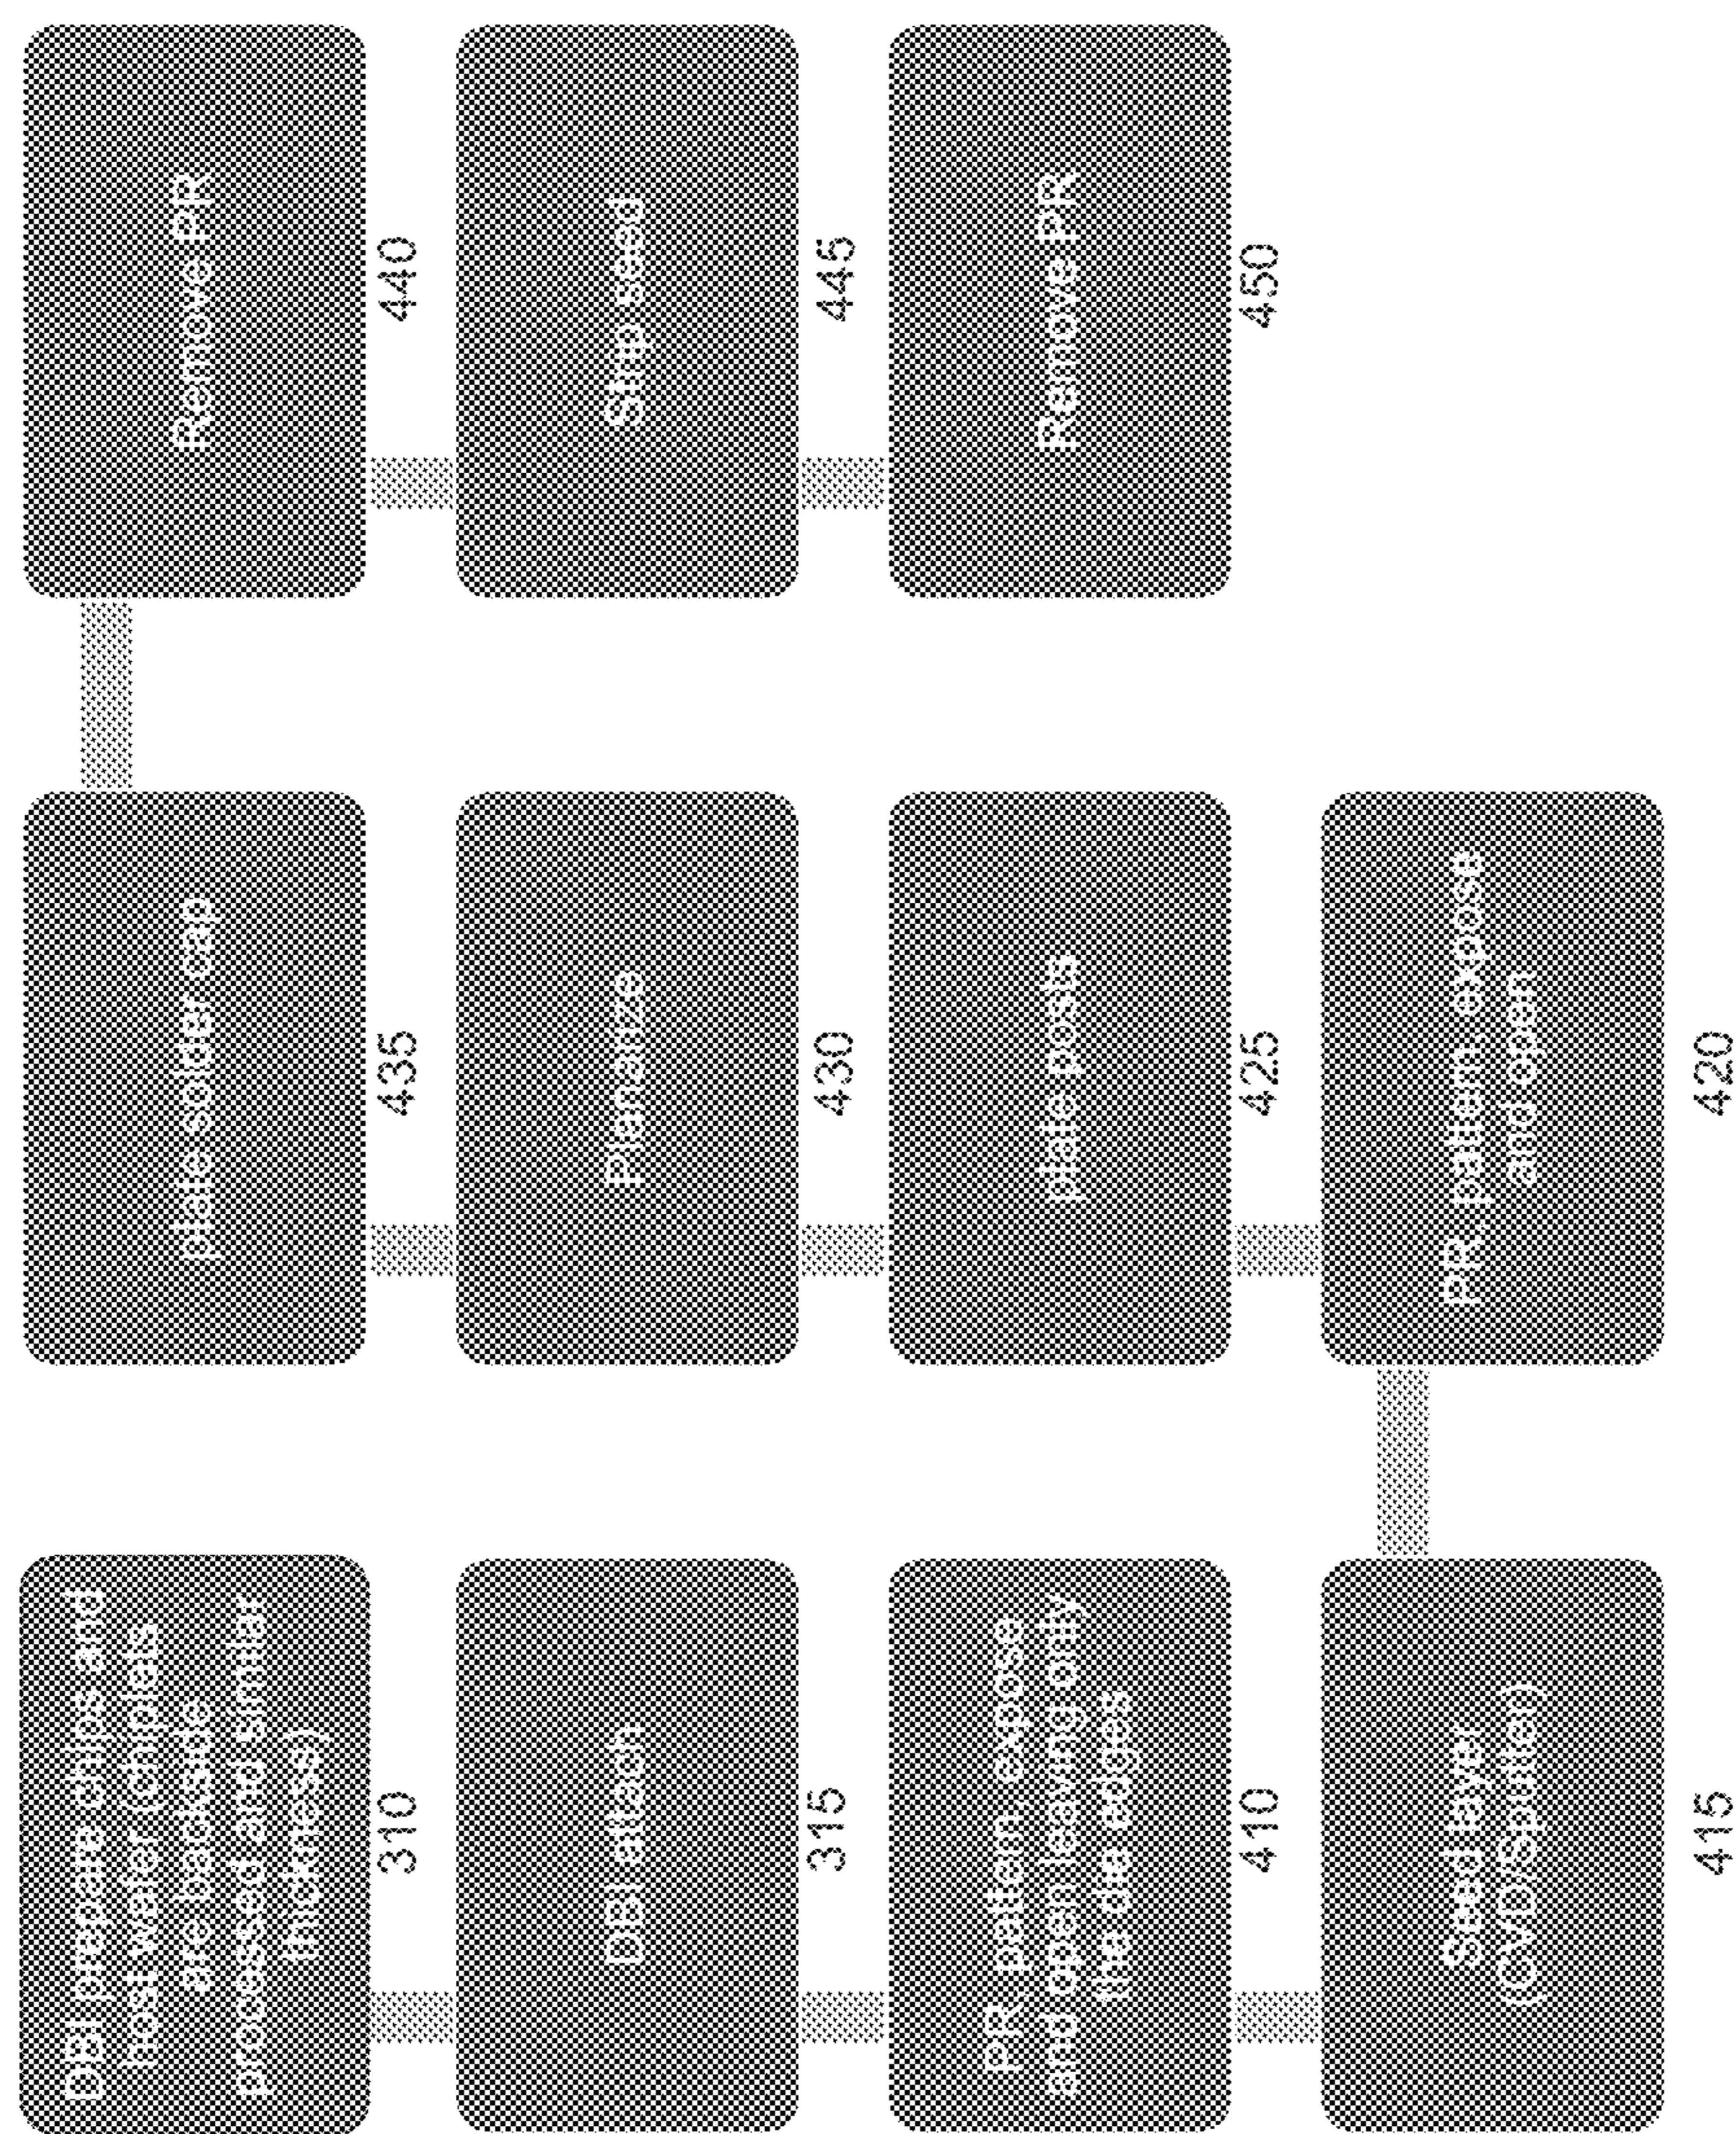 DBI prepare chips and
host wafer (chiplets
pre backside
processed and similar
thickness)
310
DBI attach
315
PR, pattern expose
and open leaving only
the die edges
410
Seed layer
(CVD/Sputter)
415
PR, pattern, expose
and open
420
plate posts
425
Planarize
430
plate solder cap
435
Remove PR
440
Strip seed
445
Remove PR
450